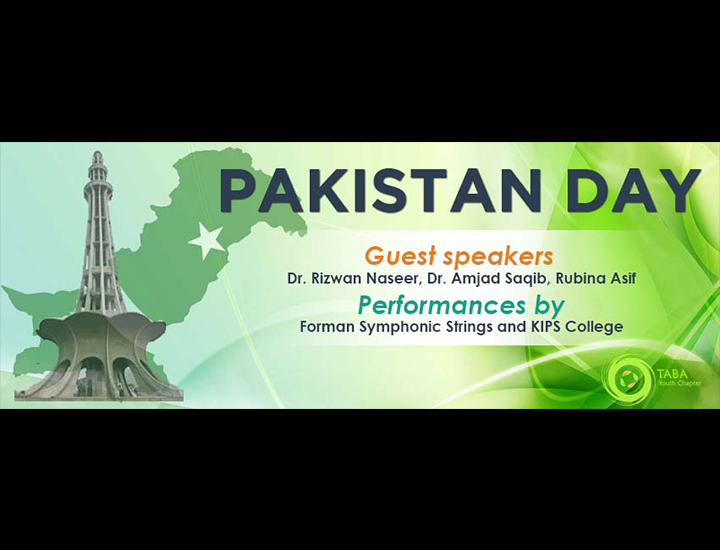 PAKISTAN DAY
Guest speakers
Dr. Rizwan Naseer, Dr. Amjad Saqib, Rubina Asif
Performances by
Forman Symphonic Strings and KIPS College
TABA
Youth Chapter